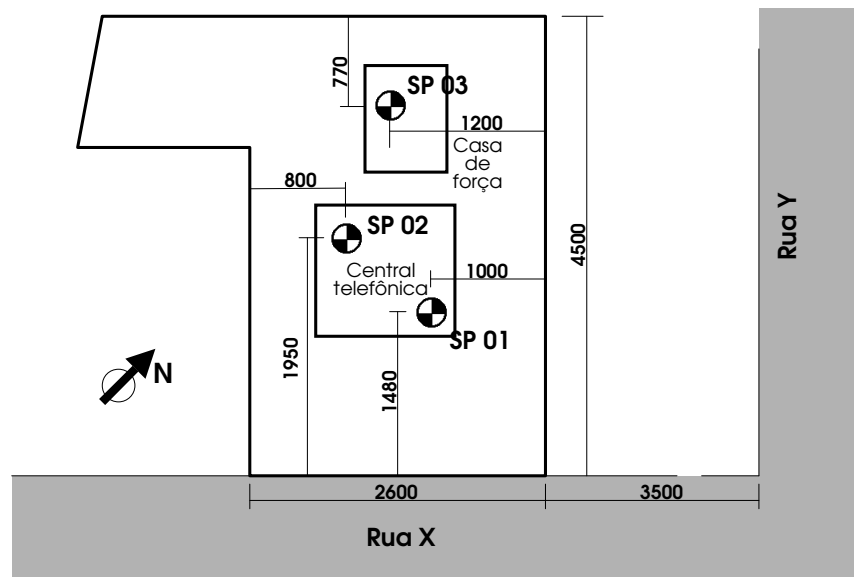 770
SP 03
1200
Casa
de
força
800
SP 02
4500
Rua Y
Central
telefônica
1000
SP 01
1950
1480
N
2600
3500
Rua X